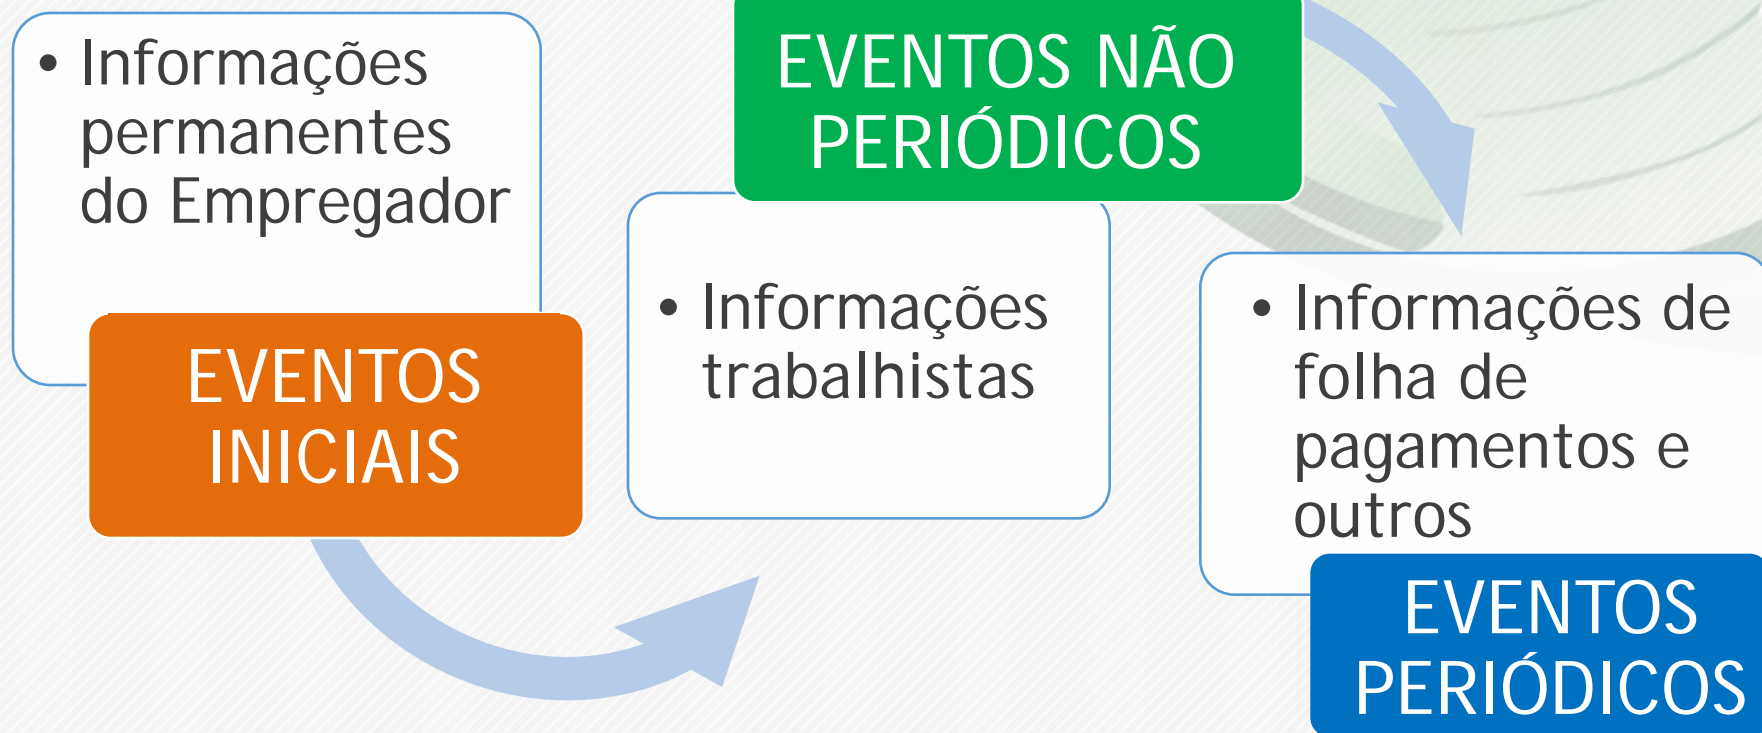 • Informações
permanentes
do Empregador
EVENTOS
INICIAIS
EVENTOS NÃO
PERIÓDICOS
• Informações
trabalhistas
• Informações de
folha de
pagamentos e
outros
EVENTOS
PERIÓDICOS